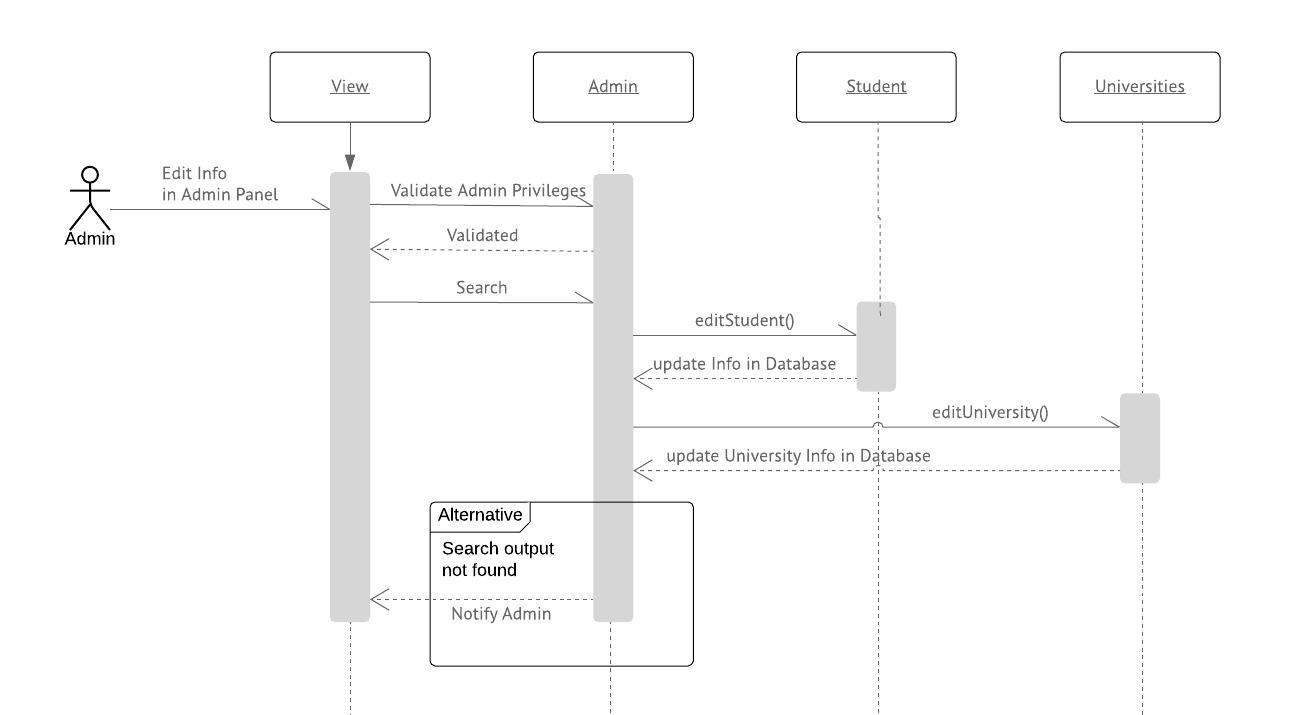 View
Admin
Student
Universities
Edit Info
in Admin Panel
Validate Admin Privileges
Admin
Validated
Search
editStudent()
update Info in Database
editUniversity()
update University Info in Database
Alternative
Search output
not found
Notify Admin